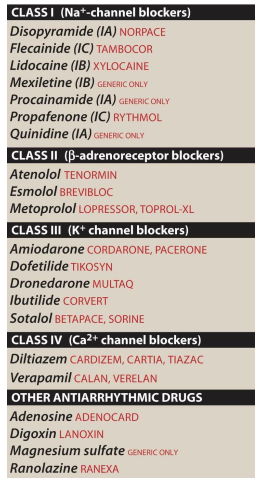 CLASS I (Na⁺-channel blockers)
Disopyramide (IA) NORPACE
Flecainide (IC) TAMBOCOR
Lidocaine (IB) XYLOCAINE
Mexiletine (IB) GENERIC ONLY
Procainamide (IA) GENERIC ONLY
Propafenone (IC) RYTHMOL
Quinidine (IA) GENERIC ONLY
CLASS II (β-adrenoreceptor blockers)
Atenolol TENORMIN
Esmolol BREVIBLOC
Metoprolol LOPRESSOR, TOPROL-XL
CLASS III (K⁺ channel blockers)
Amiodarone CORDARONE, PACERONE
Dofetilide TIKOSYN
Dronedarone MULTAQ
Ibutilide CORVERT
Sotalol BETAPACE, SORINE
CLASS IV (Ca²⁺ channel blockers)
Diltiazem CARDIZEM, CARTIA, TIAZAC
Verapamil CALAN, VERELAN
OTHER ANTIARRHYTHMIC DRUGS
Adenosine ADENOCARD
Digoxin LANOXIN
Magnesium sulfate GENERIC ONLY
Ranolazine RANEXA